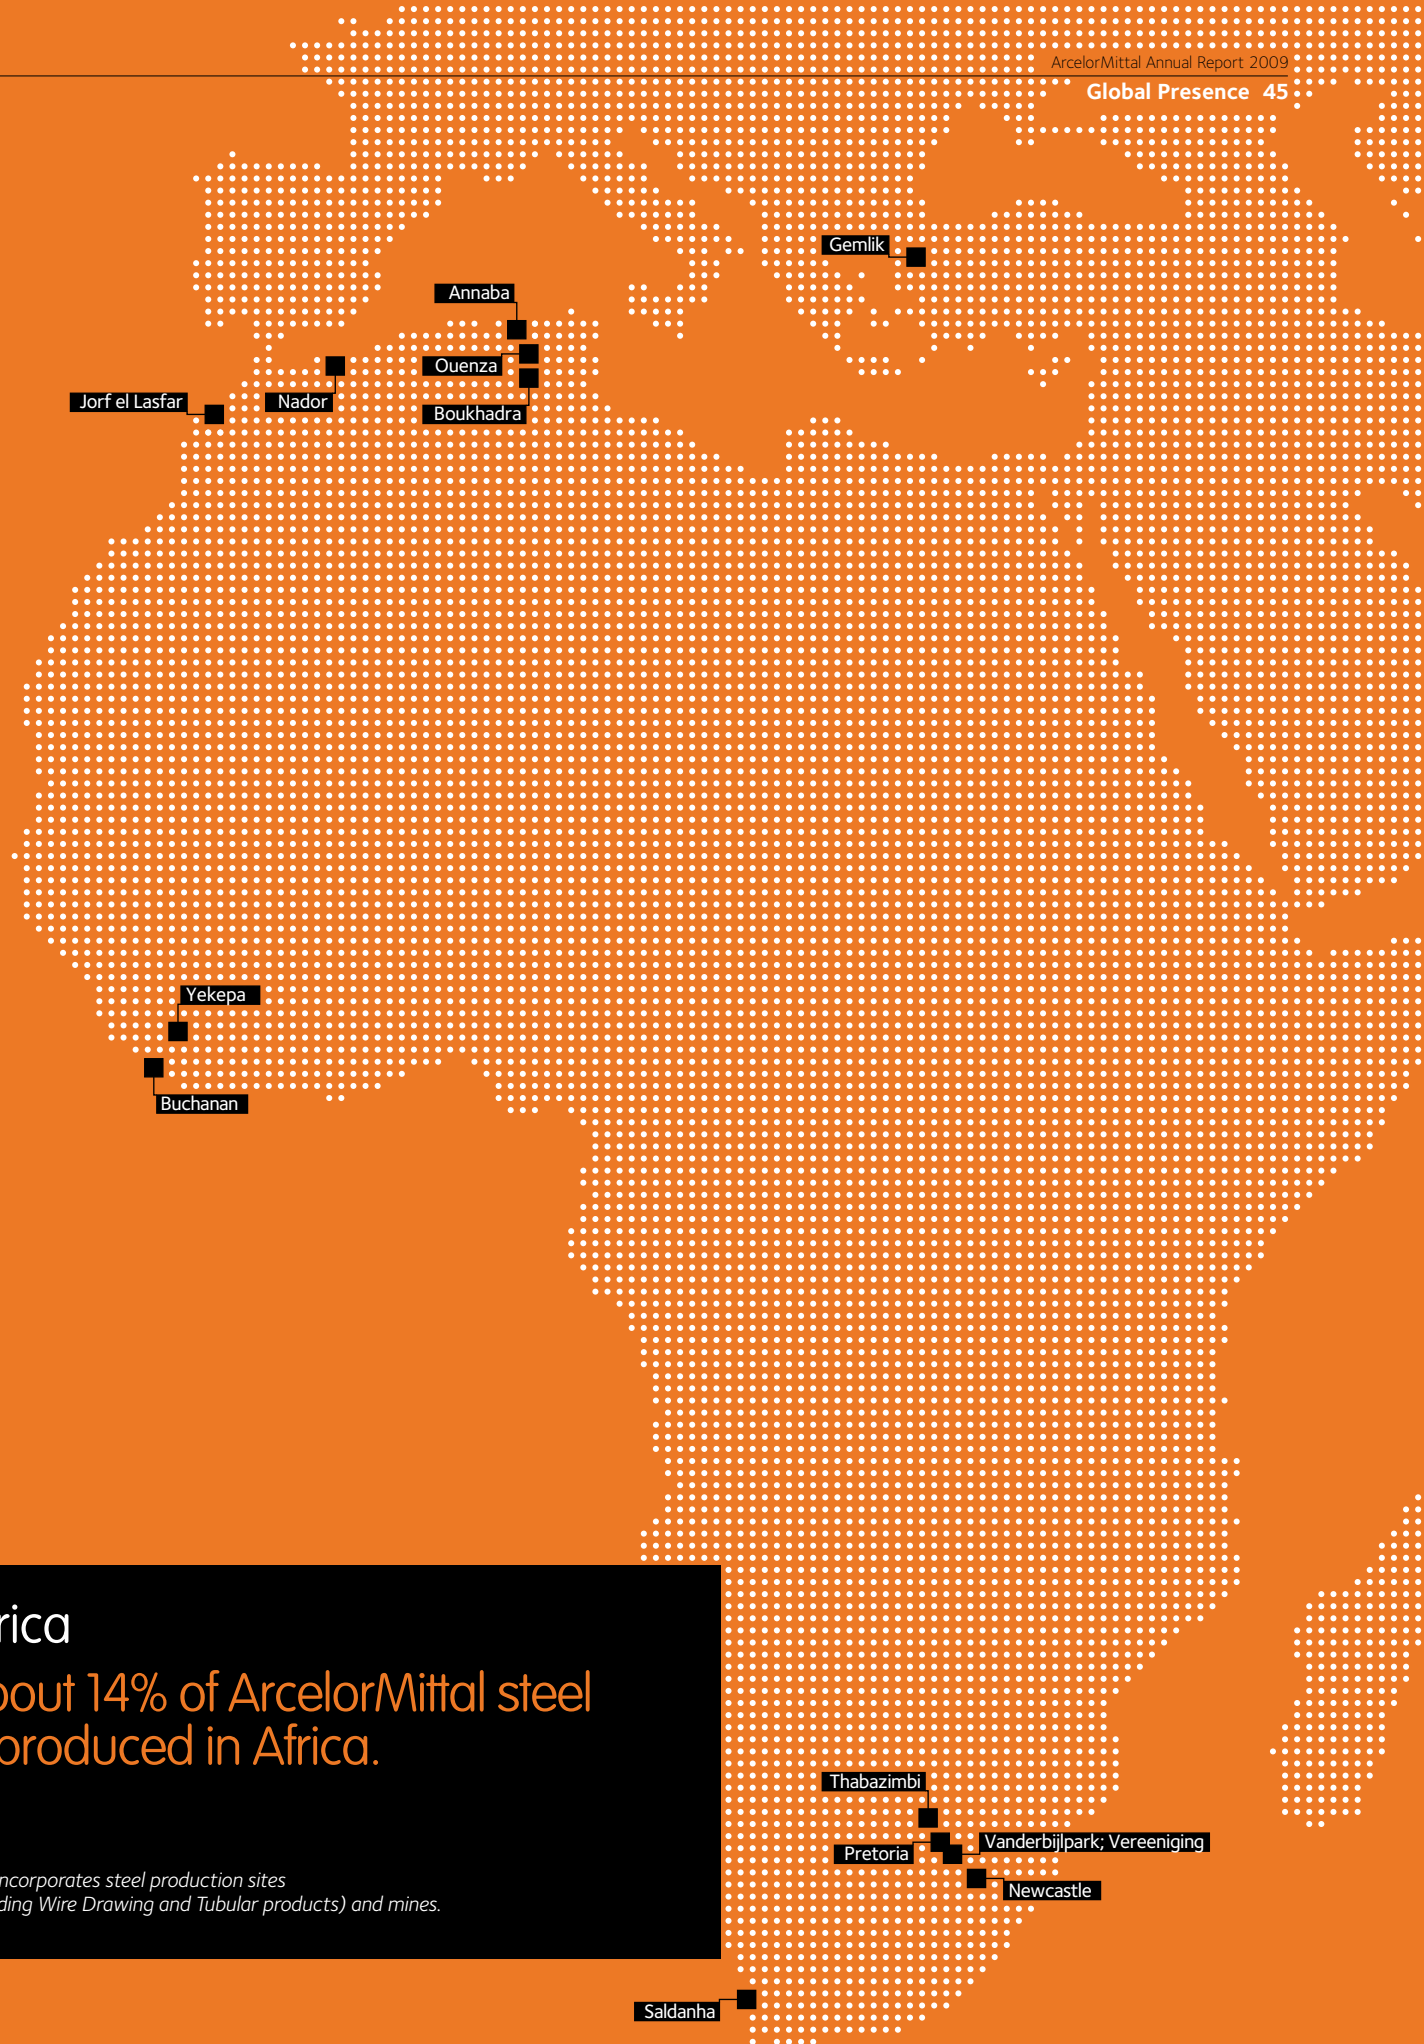 ArcelorMittal Annual Report 2009
Global Presence 45
Gemlik
Annaba
Ouenza
Jorf el Lasfar
Nador
Boukhadra
Yekepa
Buchanan
rica
bout 14% of ArcelorMittal steel
produced in Africa.
Thabazimbi
Vanderbijlpark; Vereeniging
Pretoria
ncorporates steel production sites
Newcastle
ding Wire Drawing and Tubular products) and mines.
Saldanha